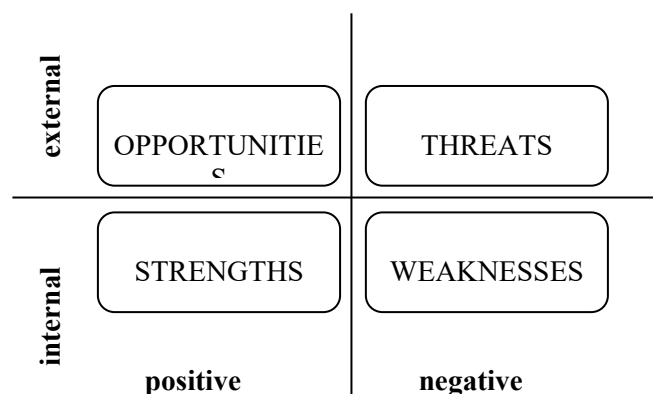 external
OPPORTUNITIE
S
THREATS
internal
STRENGTHS
WEAKNESSES
positive
negative